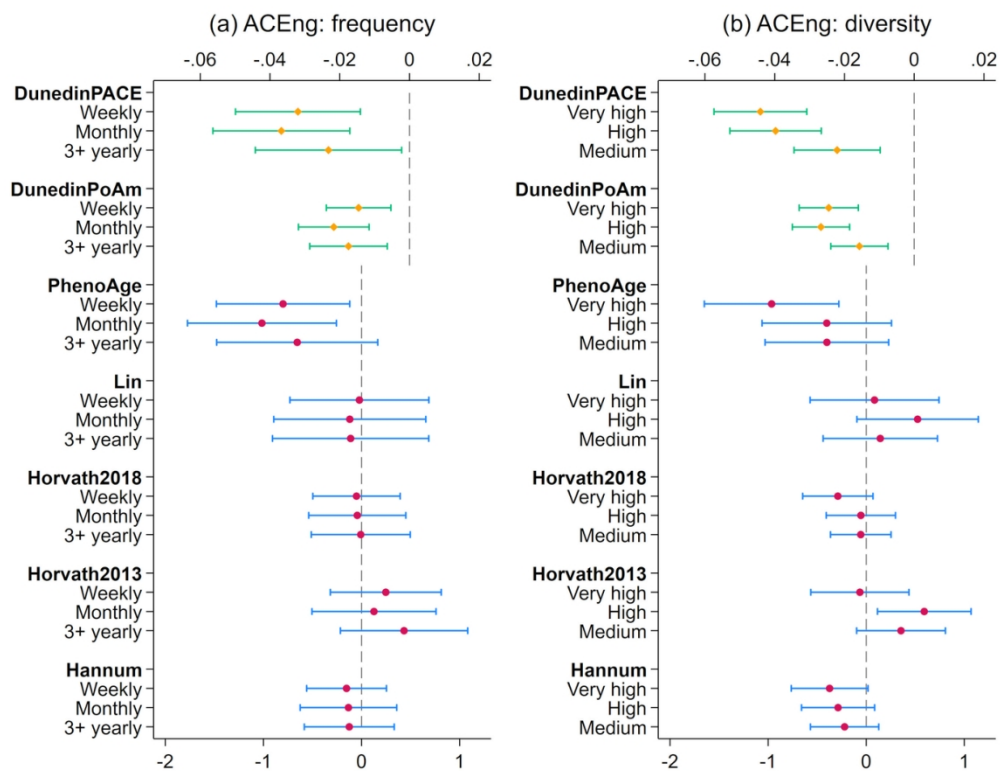 (a) ACEng: frequency
-.06 -.04 -.02 0 .02
DunedinPACE
Weekly
Monthly
3+ yearly
DunedinPoAm
Weekly
Monthly
3+ yearly
PhenoAge
Weekly
Monthly
3+ yearly
Lin
Weekly
Monthly
3+ yearly
Horvath2018
Weekly
Monthly
3+ yearly
Horvath2013
Weekly
Monthly
3+ yearly
Hannum
Weekly
Monthly
3+ yearly
-2 -1 0 1
(b) ACEng: diversity
-.06 -.04 -.02 0 .02
DunedinPACE
Very high
High
Medium
DunedinPoAm
Very high
High
Medium
PhenoAge
Very high
High
Medium
Lin
Very high
High
Medium
Horvath2018
Very high
High
Medium
Horvath2013
Very high
High
Medium
Hannum
Very high
High
Medium
-2 -1 0 1